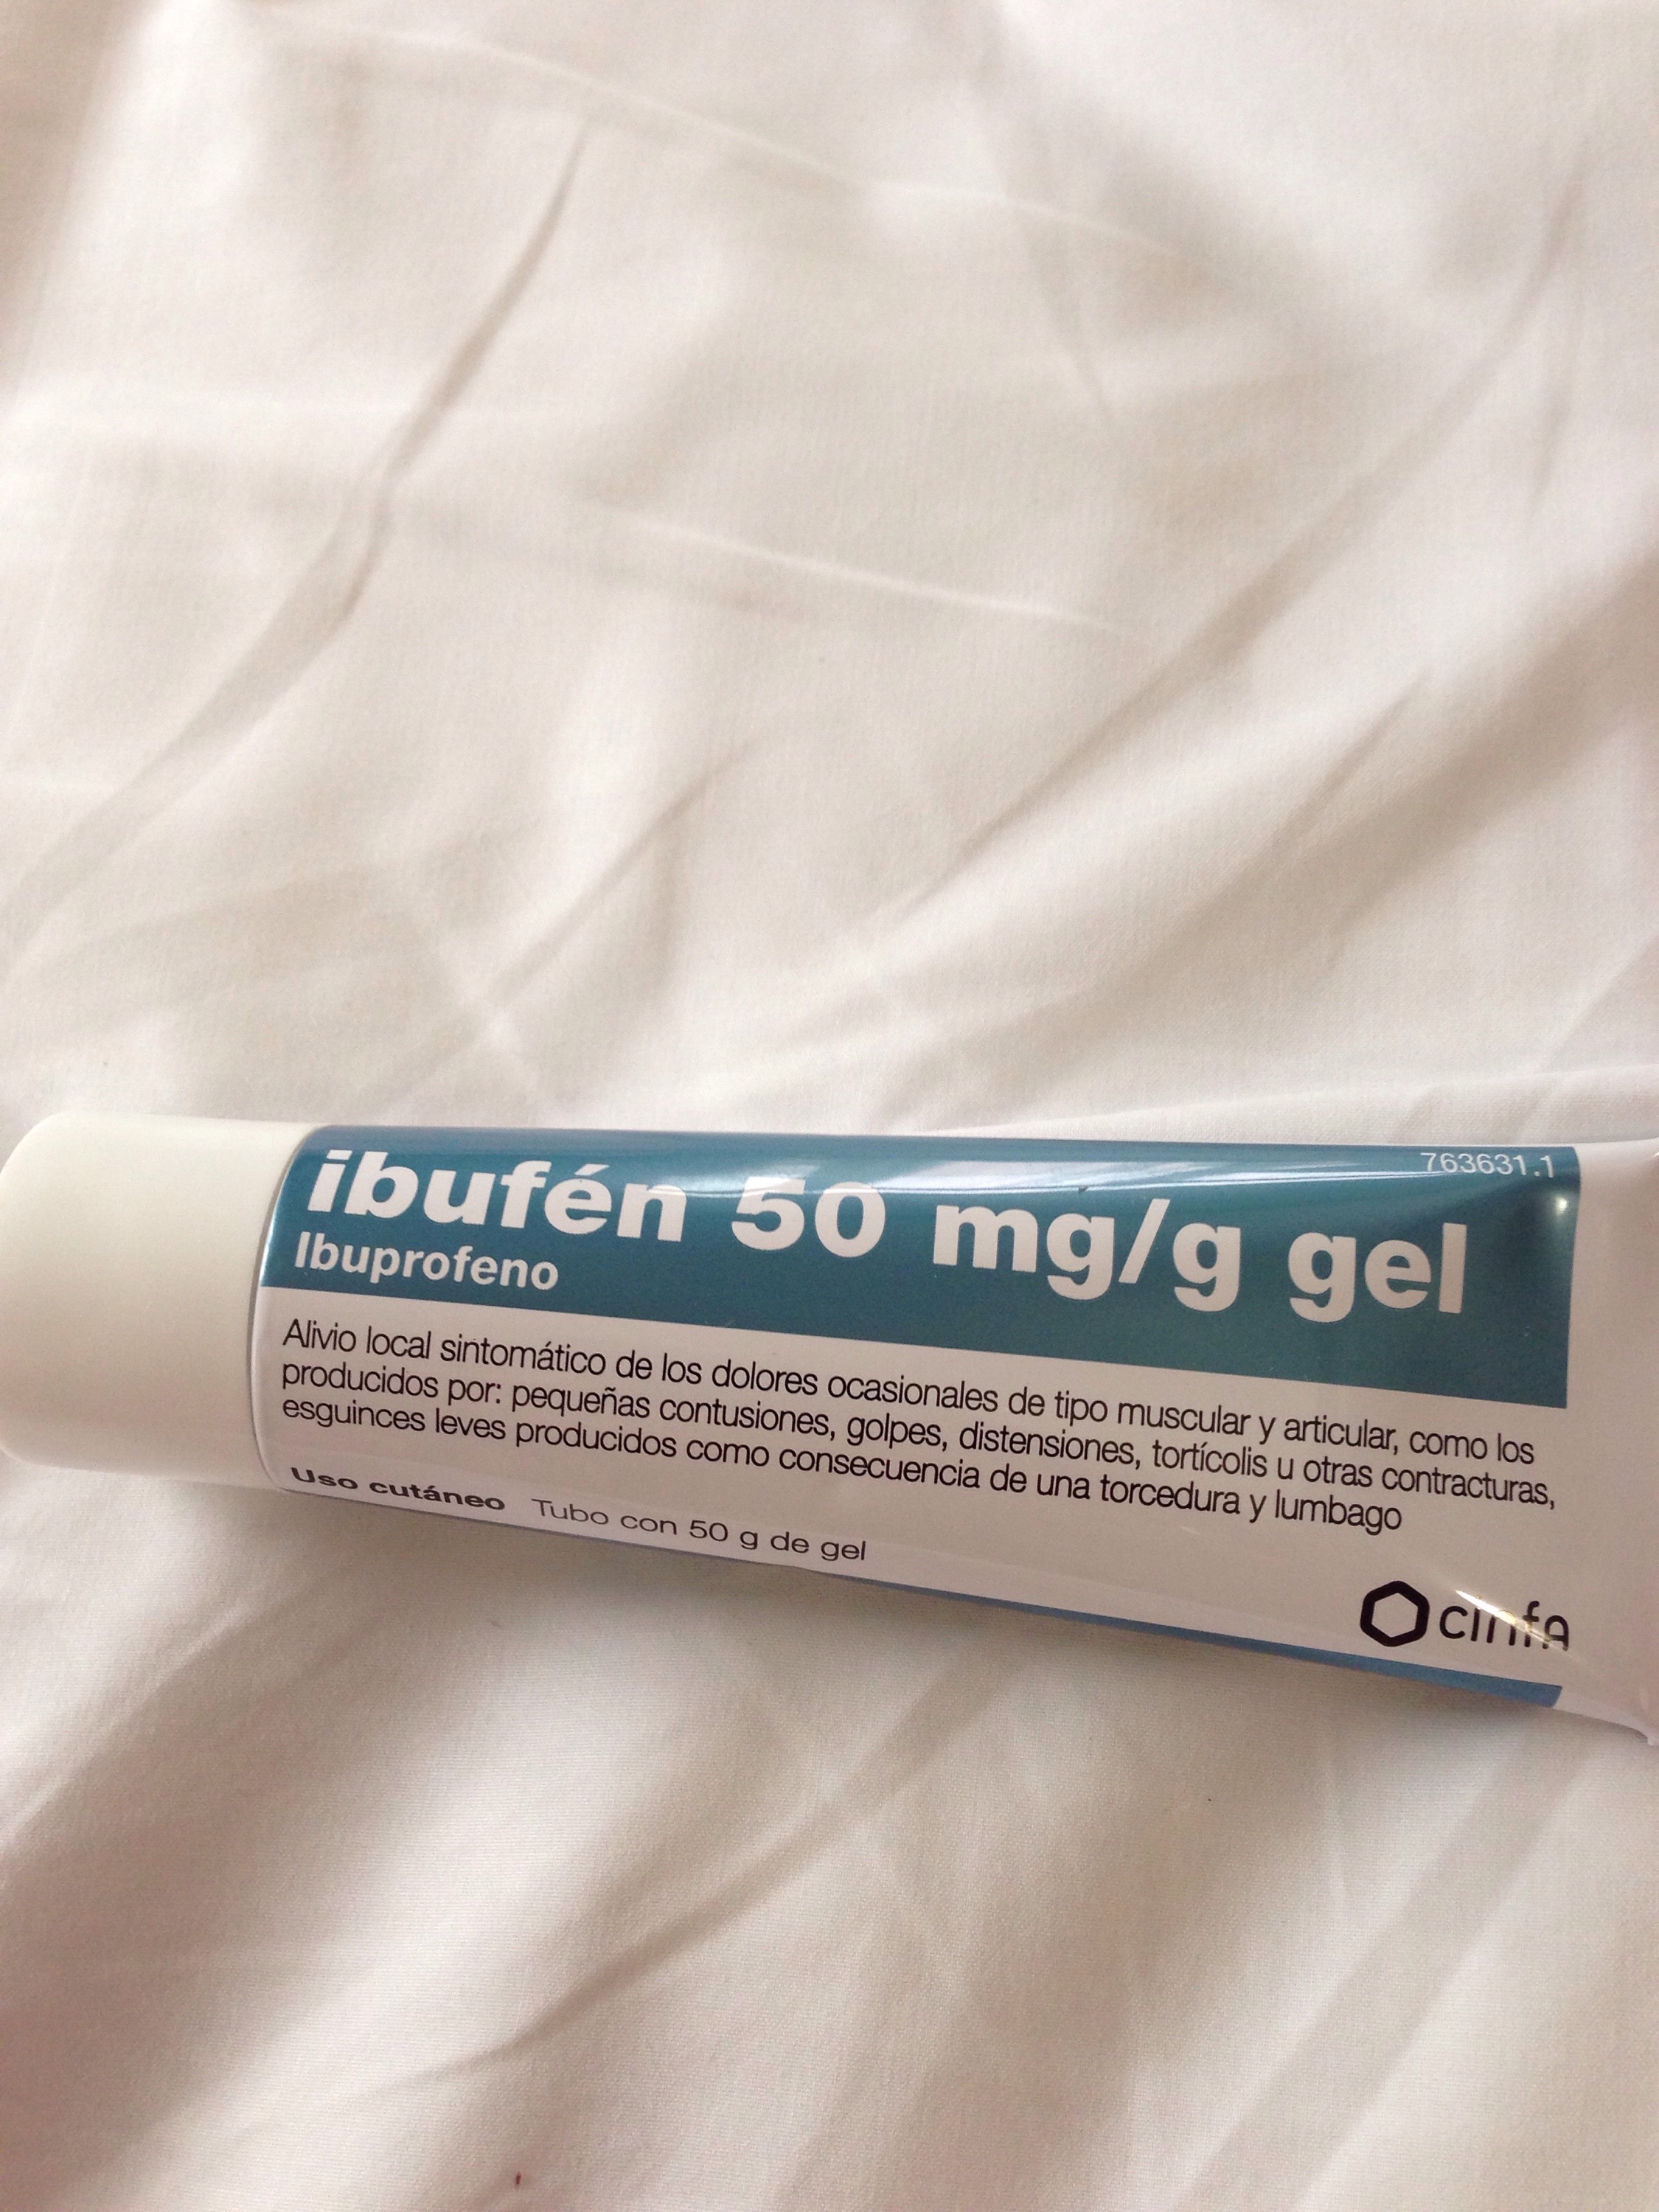 763631.1
ibufén 50 mg/g gel
Ibuprofeno
Alivio local sintomático de los dolores ocasionales de tipo muscular y articular, como los
producidos por: pequeñas contusiones, golpes, distensiones, tortícolis u otras contracturas,
esguinces leves producidos como consecuencia de una torcedura y lumbago
Uso cutáneo Tubo con 50 g de gel
cinfa